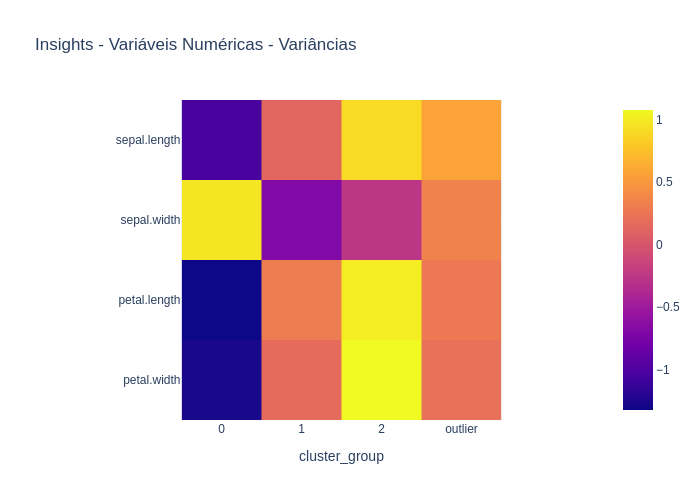 Insights - Variáveis Numéricas - Variâncias
sepal.length
sepal.width
petal.length
petal.width
0
1
2
outlier
cluster_group
1
0.5
0
−0.5
−1